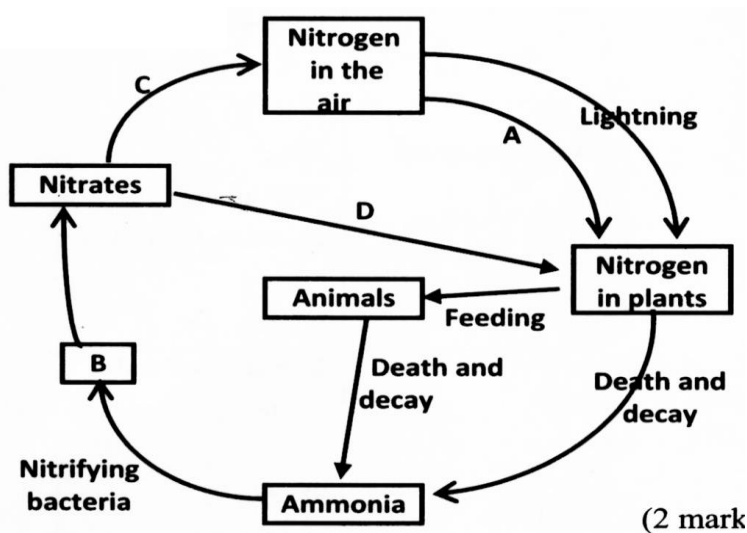 Nitrogen
in the
air
C
Lightning
A
Nitrates
D
Nitrogen
in plants
Animals
Feeding
B
Death and
decay
Death and
decay
Nitrifying
bacteria
Ammonia
(2 mark